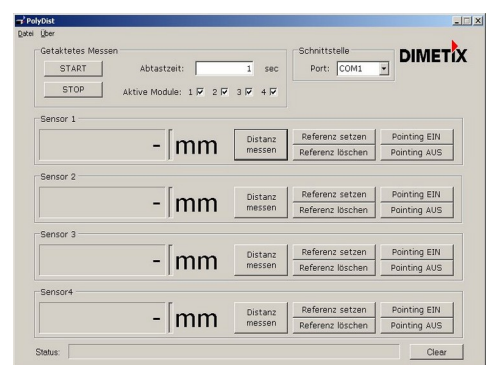 PolyDist
Datei Über
Getaktetes Messen
START Abtastzeit: 1 sec
STOP Aktive Module: 1 2 3 4
Schnittstelle
Port: COM1
DIMETIX
Sensor 1
- mm Distanz messen Referenz setzen Pointing EIN
Referenz löschen Pointing AUS
Sensor 2
- mm Distanz messen Referenz setzen Pointing EIN
Referenz löschen Pointing AUS
Sensor 3
- mm Distanz messen Referenz setzen Pointing EIN
Referenz löschen Pointing AUS
Sensor4
- mm Distanz messen Referenz setzen Pointing EIN
Referenz löschen Pointing AUS
Status: Clear